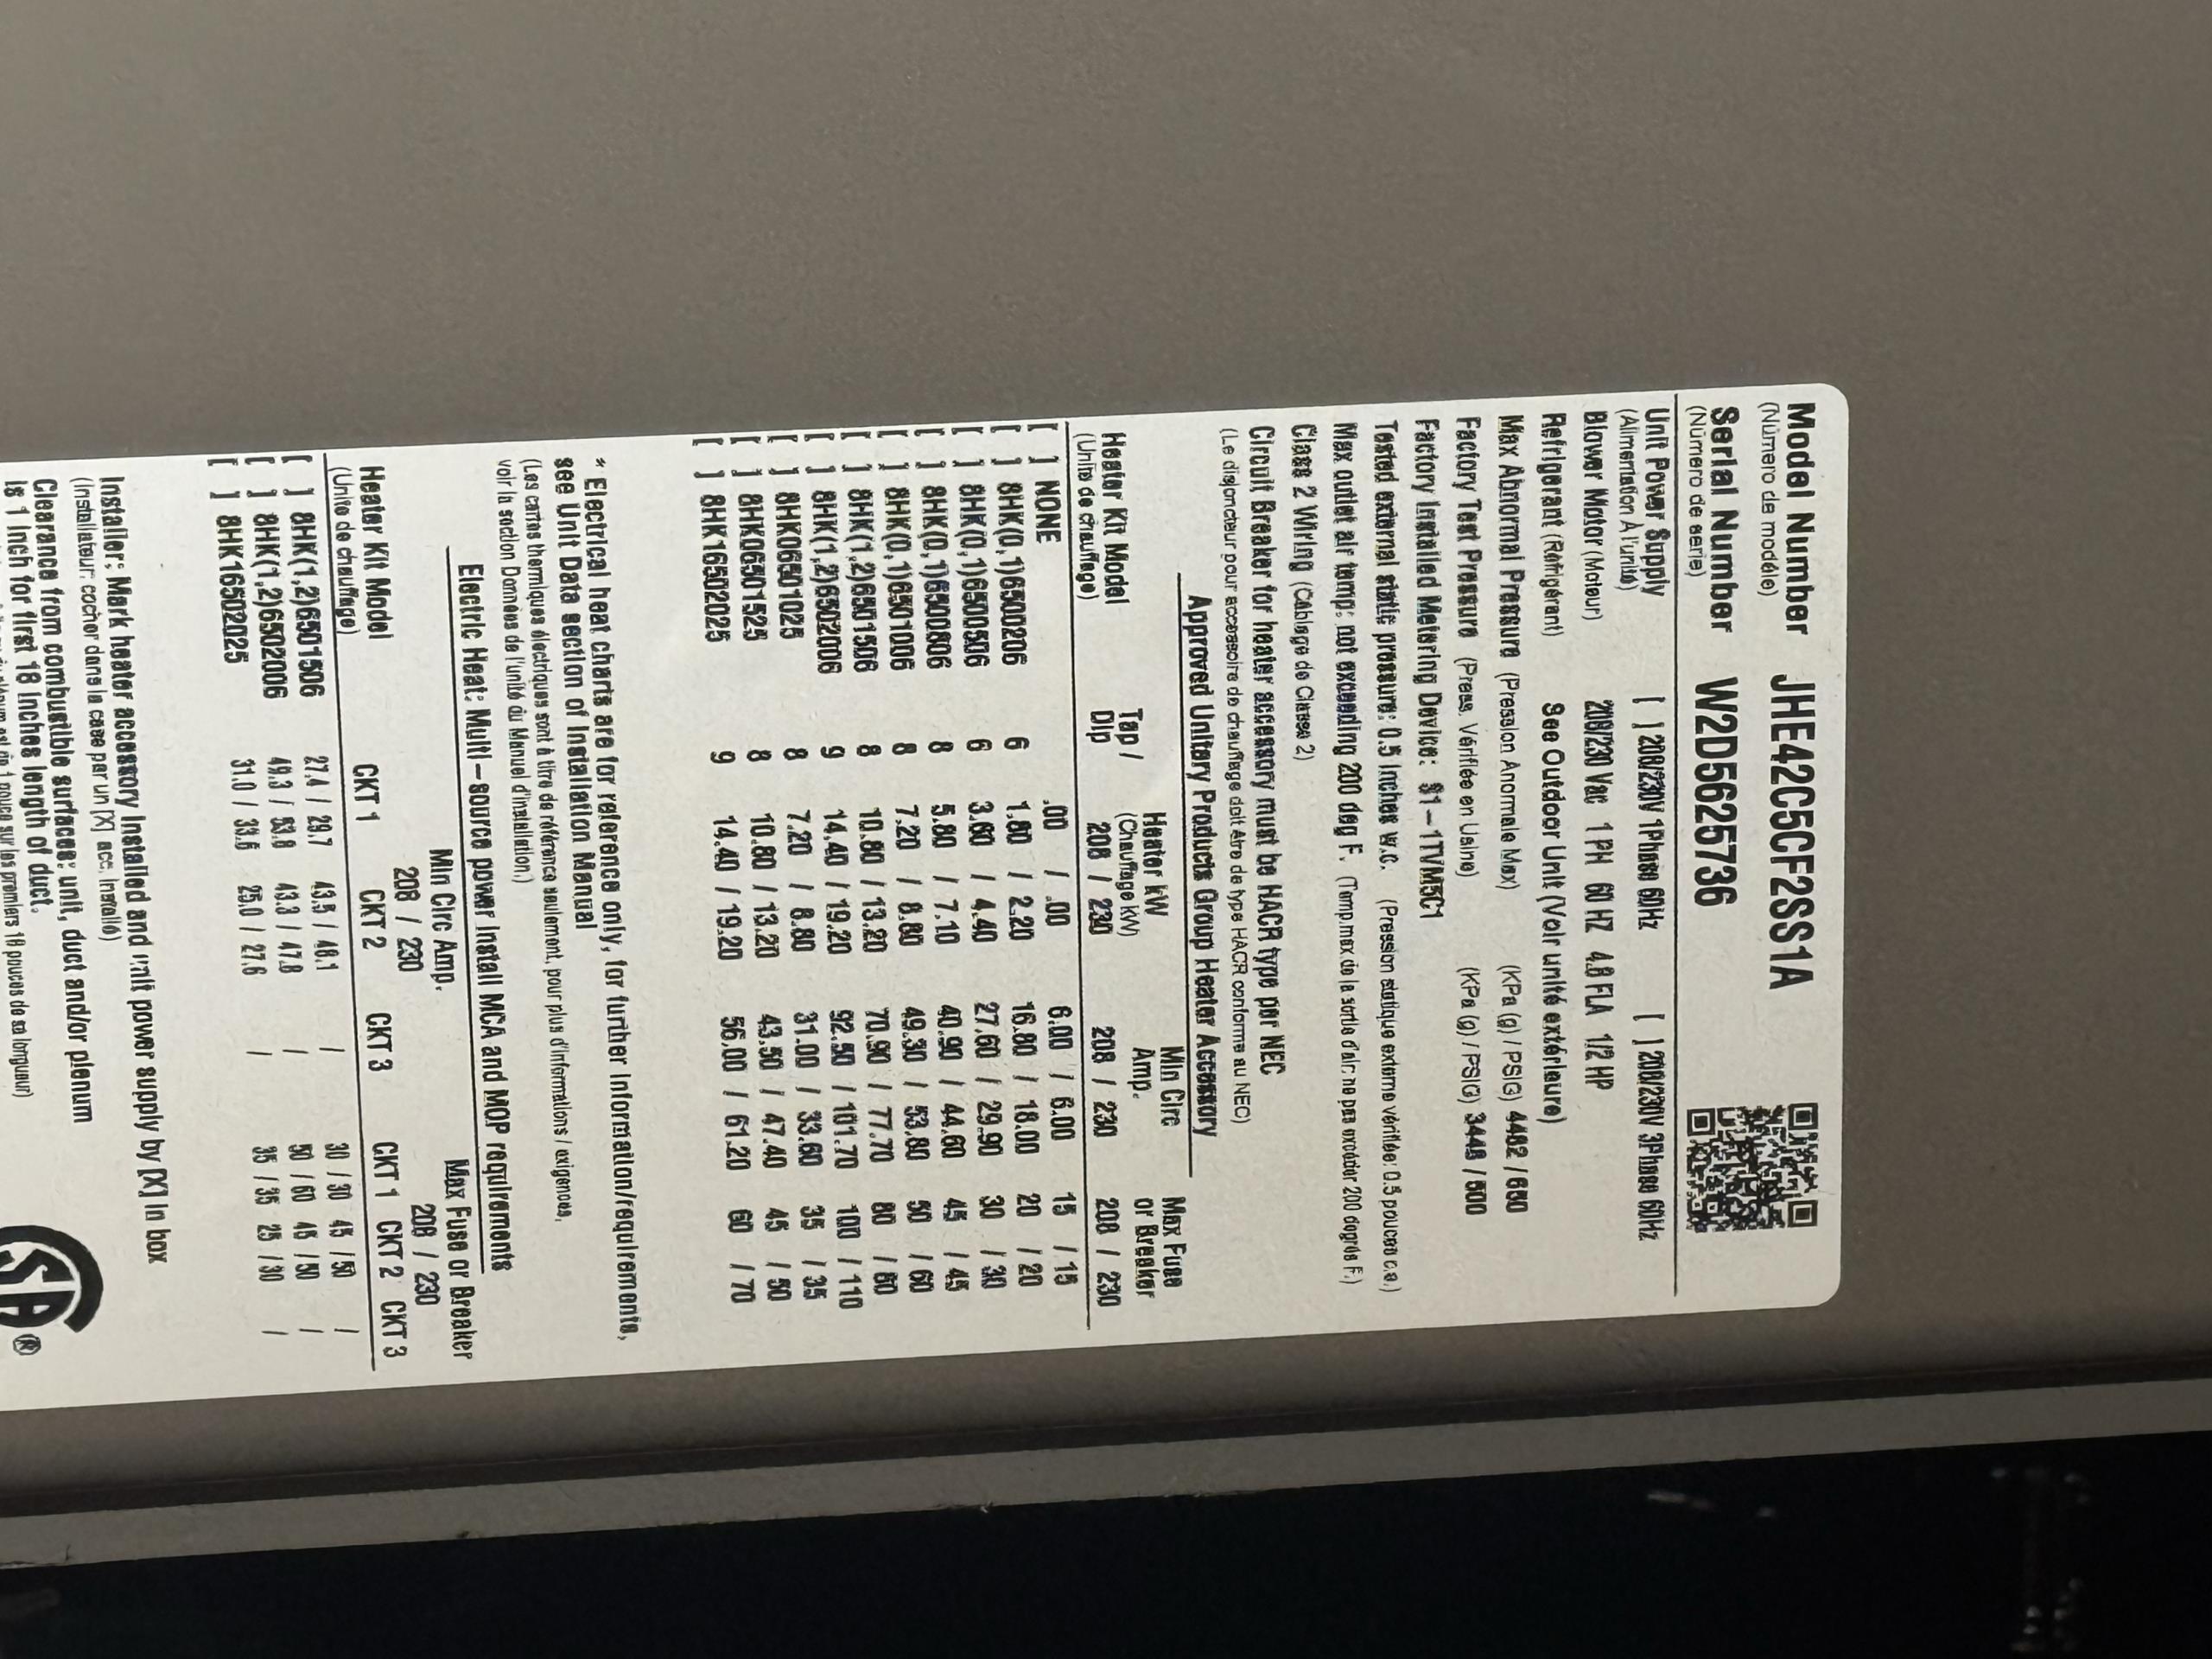 Model Number JHE42C5CF2SS1A
(Número de modéle)
Serial Number W2D5625736
(Número de serie)
Unit Power Supply [ ] 208/230V 1Phase 60Hz [ ] 208/230V 3Phase 60Hz
(Alimentation À l'unité)
Blower Motor (Moteur) 208/230 Vac 1 PH 60 HZ 4.8 FLA 1/2 HP
Refrigerant (Réfrigérant) See Outdoor Unit (Voir unité extérieure)
Max Abnormal Pressure (Pression Anormale Max) (KPa (g) / PSIG) 4482 / 650
Factory Test Pressure (Press. Vérifiée en Usine) (KPa (g) / PSIG) 3448 / 500
Factory Installed Metering Device: S1-1TVM5C1
Tested external static pressure: 0.5 inches w.c. (Pression statique externe vérifiée: 0.5 pouces c.e.)
Max outlet air temp: not exceeding 200 deg F. (Temp.max de la sortie d'air: ne pas excéder 200 degrés F.)
Class 2 Wiring (Câblage de Classe 2)
Circuit Breaker for heater accessory must be HACR type per NEC
(Le disjoncteur pour accessoire de chauffage doit être de type HACR conforme au NEC)
Approved Unitary Products Group Heater Accessory
Heater Kit Model Tap / Heater kW Min Circ Max Fuse
(Unité de chauffage) Dip (Chauffage kW) Amp. or Breaker
208 / 230 208 / 230 208 / 230
[ ] NONE .00 / .00 6.00 / 6.00 15 / 15
[ ] 8HK(0,1)6500206 6 1.80 / 2.20 16.80 / 18.00 20 / 20
[ ] 8HK(0,1)6500506 6 3.60 / 4.40 27.60 / 29.90 30 / 30
[ ] 8HK(0,1)6500806 8 5.80 / 7.10 40.90 / 44.60 45 / 45
[ ] 8HK(0,1)6501006 8 7.20 / 8.80 49.30 / 53.80 50 / 60
[ ] 8HK(1,2)6501506 8 10.80 / 13.20 70.90 / 77.70 80 / 80
[ ] 8HK(1,2)6502006 9 14.40 / 19.20 92.50 / 101.70 100 / 110
[ ] 8HK06501025 8 7.20 / 8.80 31.00 / 33.60 35 / 35
[ ] 8HK06501525 8 10.80 / 13.20 43.50 / 47.40 45 / 50
[ ] 8HK16502025 9 14.40 / 19.20 56.00 / 61.20 60 / 70
* Electrical heat charts are for reference only, for further information/requirements,
see Unit Data section of Installation Manual
(Les cartes thermiques électriques sont à titre de référence seulement, pour plus d'informations / exigences,
voir la section Données de l'unité du Manuel d'installation.)
Electric Heat: Multi-source power Install MCA and MOP requirements
Min Circ Amp. Max Fuse or Breaker
208 / 230 208 / 230
Heater Kit Model CKT 1 CKT 2 CKT 3 CKT 1 CKT 2 CKT 3
(Unité de chauffage)
[ ] 8HK(1,2)6501506 27.4 / 29.7 43.5 / 48.1 / 30 / 30 45 / 50 /
[ ] 8HK(1,2)6502006 49.3 / 53.8 43.3 / 47.8 / 50 / 60 45 / 50 /
[ ] 8HK16502025 31.0 / 33.6 25.0 / 27.6 / 35 / 35 25 / 30 /
Installer: Mark heater accessory installed and unit power supply by [X] in box
(Installateur: cocher dans la case par un [X] acc. installé)
Clearance from combustible surfaces: unit, duct and/or plenum
is 1 inch for first 18 inches length of duct.
SA®